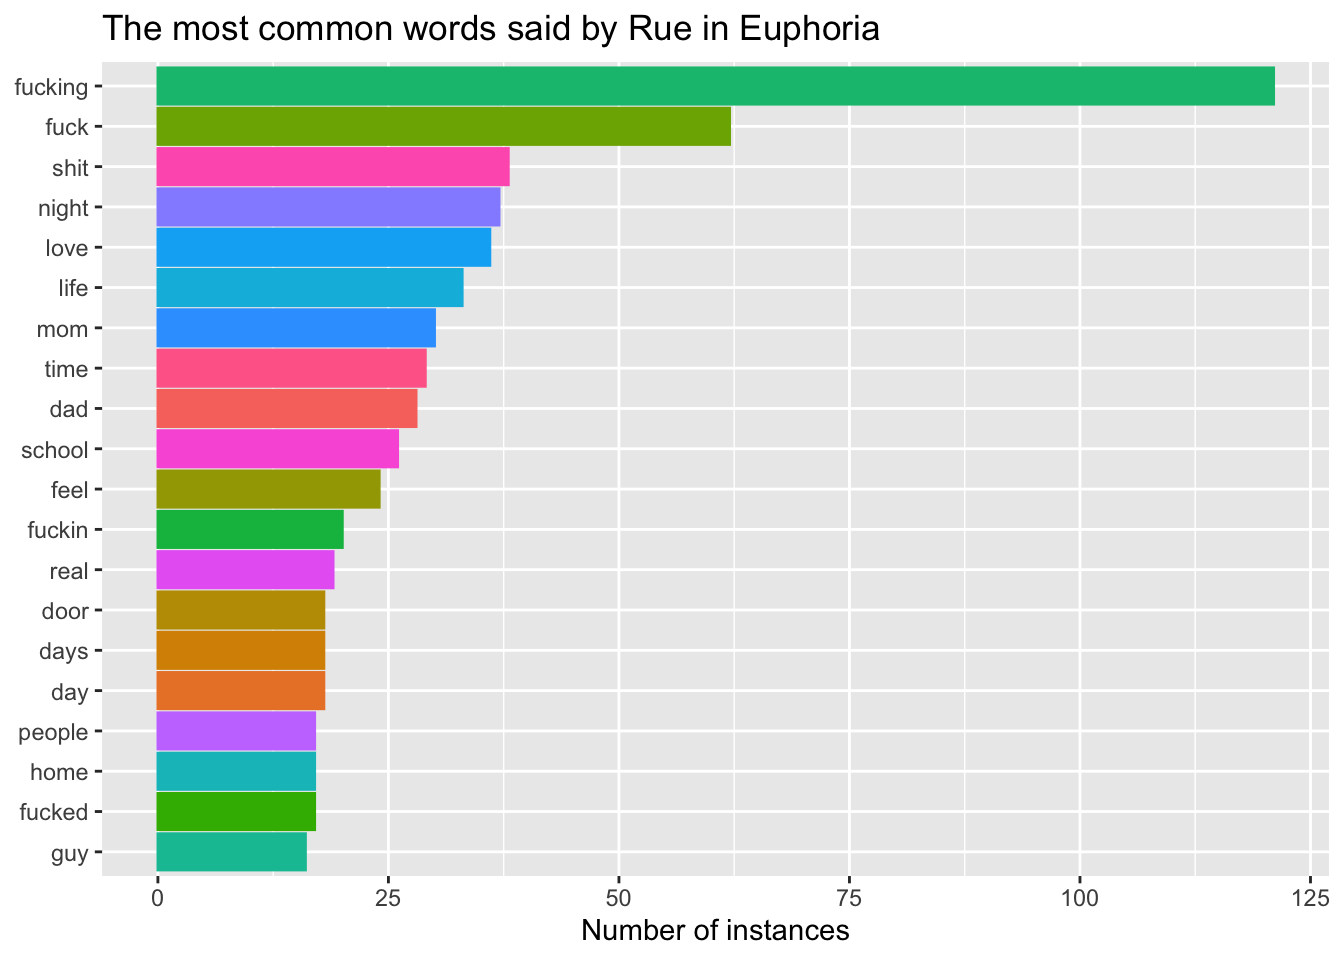 The most common words said by Rue in Euphoria
fucking
fuck
shit
night
love
life
mom
time
dad
school
feel
fuckin
real
door
days
day
people
home
fucked
guy
0 25 50 75 100 125
Number of instances